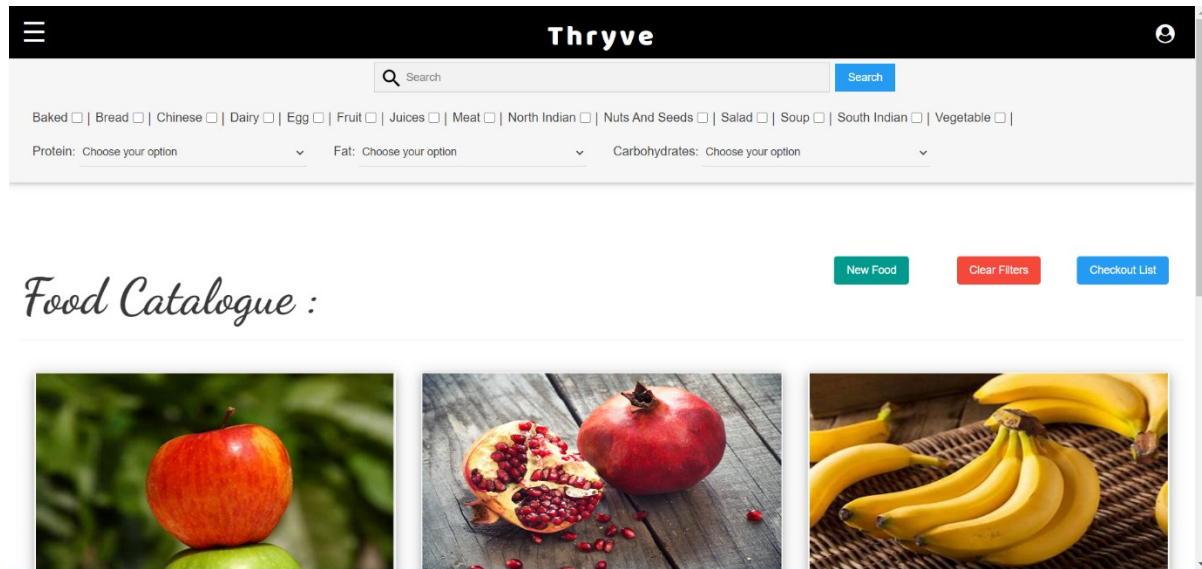 Thryve
Search Search
Baked | Bread | Chinese | Dairy | Egg | Fruit | Juices | Meat | North Indian | Nuts And Seeds | Salad | Soup | South Indian | Vegetable |
Protein: Choose your option Fat: Choose your option Carbohydrates: Choose your option
New Food Clear Filters Checkout List
Food Catalogue :